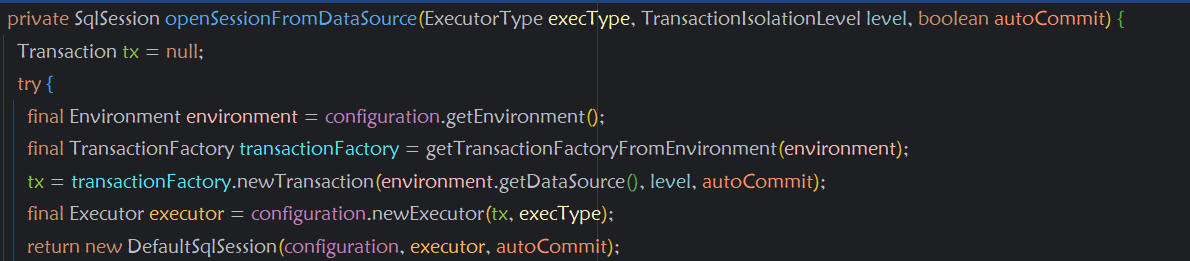 private SqlSession openSessionFromDataSource(ExecutorType execType, TransactionIsolationLevel level, boolean autoCommit) {
Transaction tx = null;
try {
final Environment environment = configuration.getEnvironment();
final TransactionFactory transactionFactory = getTransactionFactoryFromEnvironment(environment);
tx = transactionFactory.newTransaction(environment.getDataSource(), level, autoCommit);
final Executor executor = configuration.newExecutor(tx, execType);
return new DefaultSqlSession(configuration, executor, autoCommit);